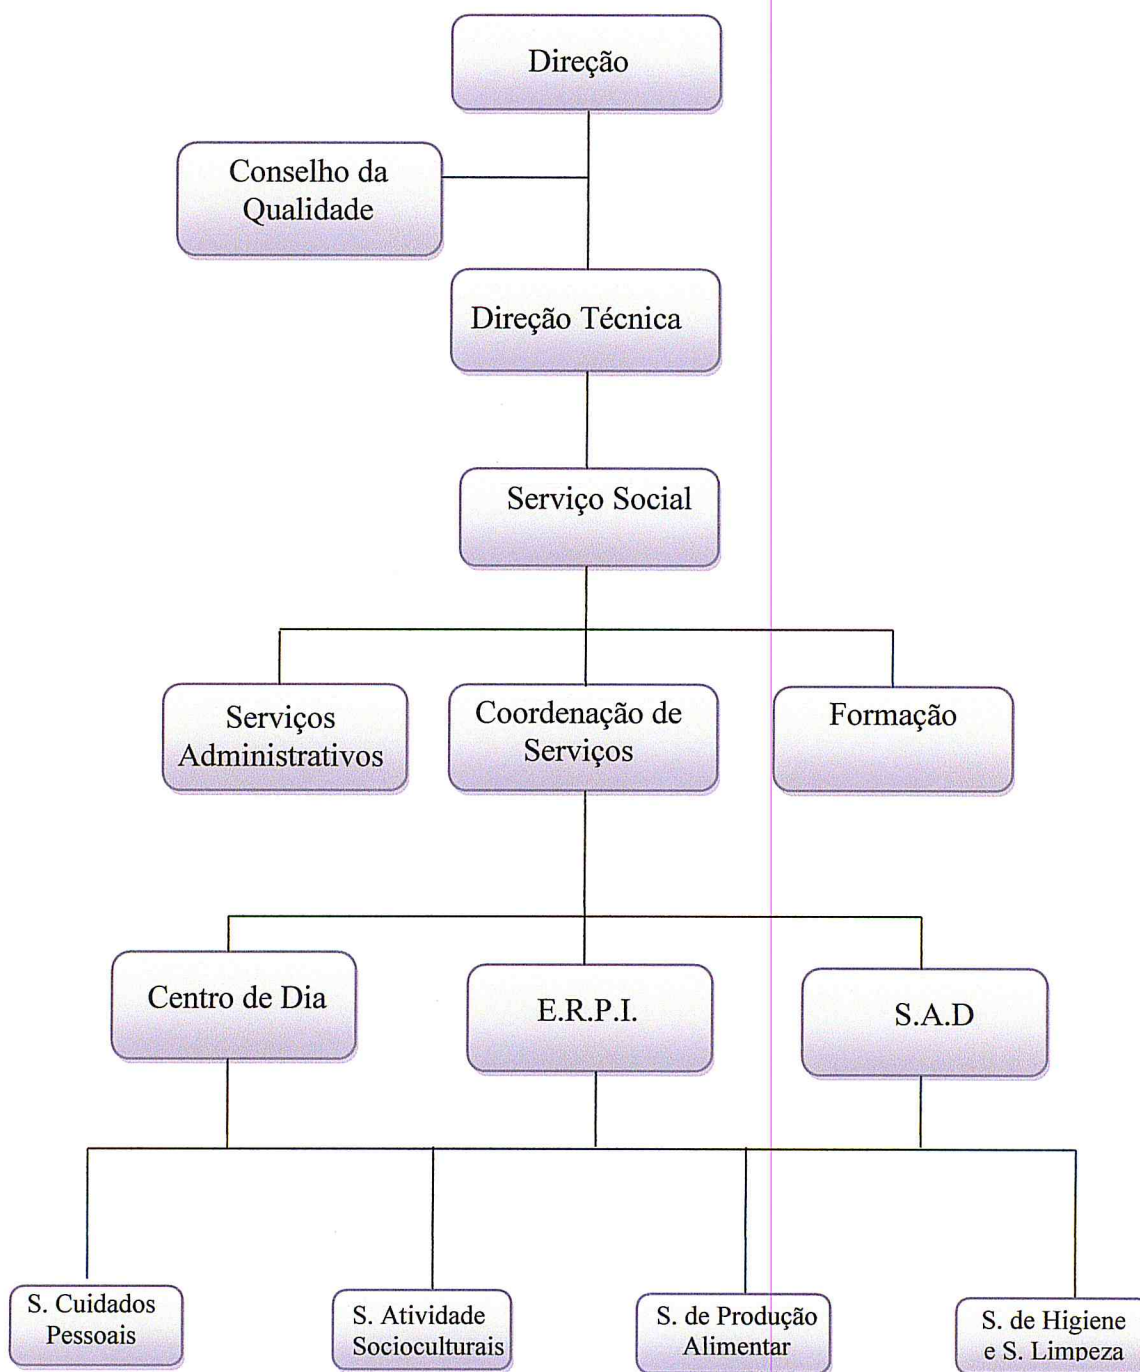 Direção
Conselho da
Qualidade
Direção Técnica
Serviço Social
Serviços
Administrativos
Coordenação de
Serviços
Formação
Centro de Dia
E.R.P.I.
S.A.D
S. Cuidados
Pessoais
S. Atividade
Socioculturais
S. de Produção
Alimentar
S. de Higiene
e S. Limpeza